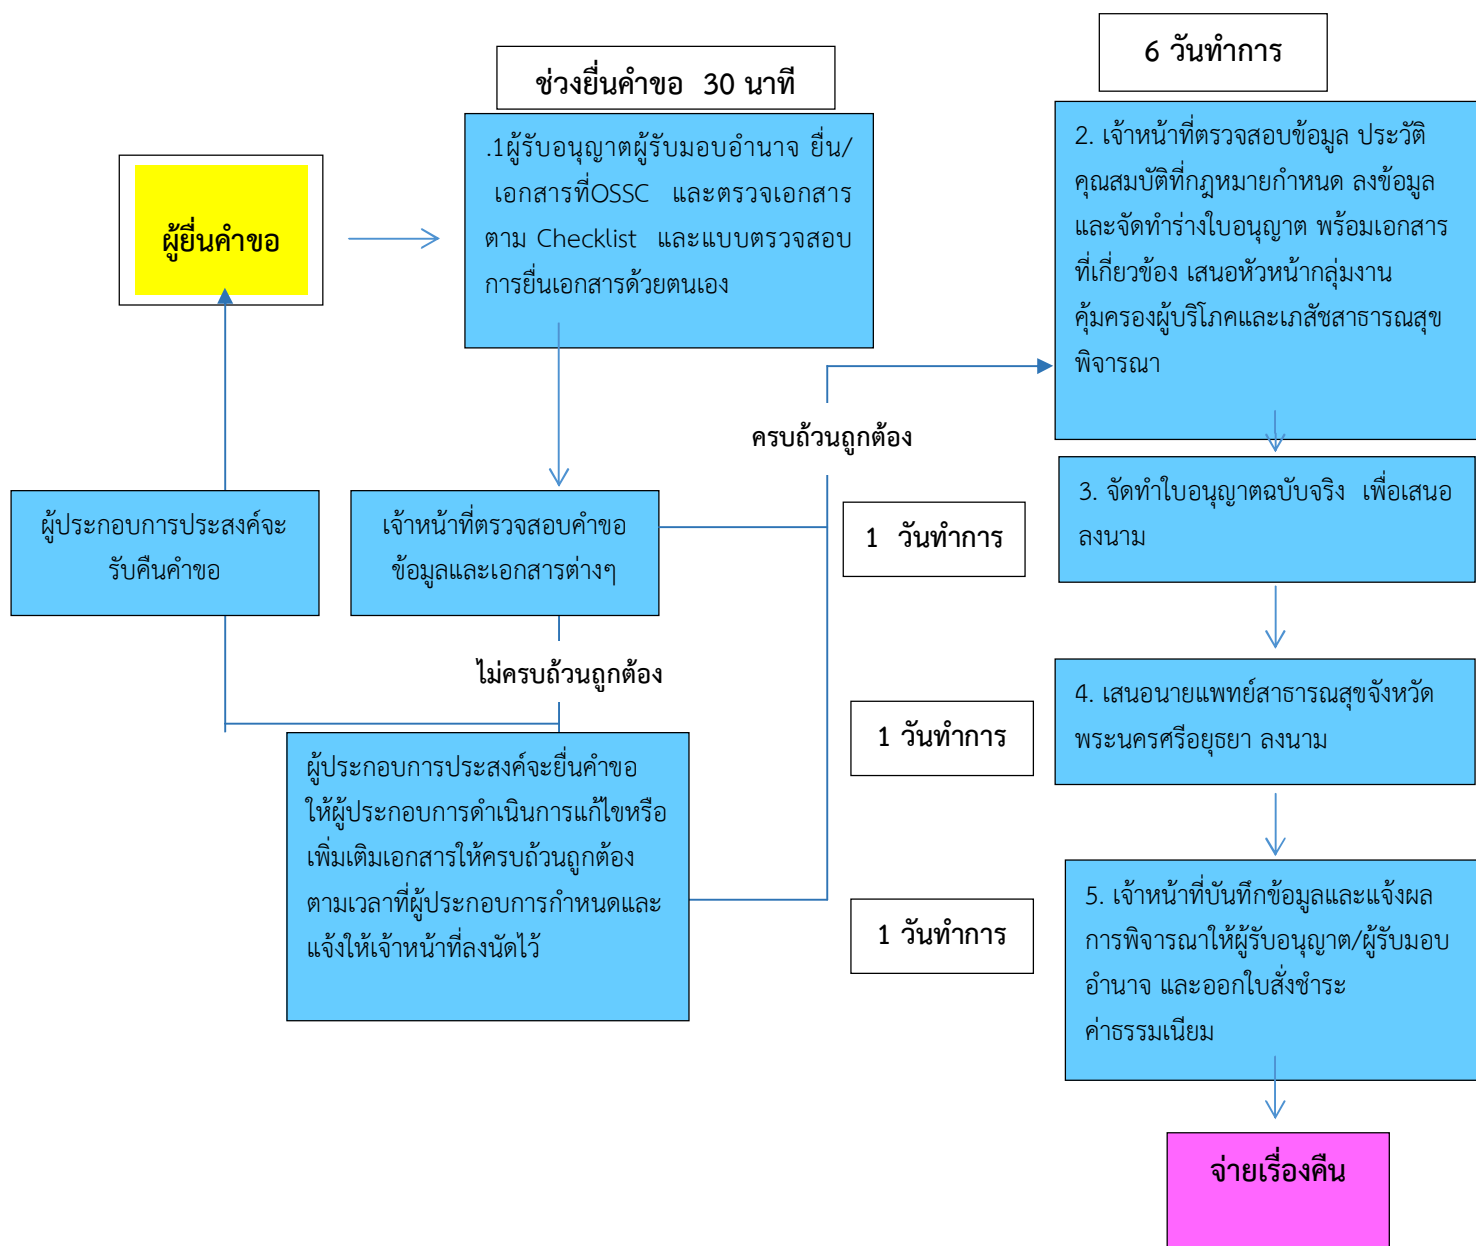 6 วันทำการ
ช่วงยื่นคำขอ 30 นาที
ผู้ยื่นคำขอ
.1ผู้รับอนุญาตผู้รับมอบอำนาจ ยื่น/
เอกสารที่OSSC และตรวจเอกสาร
ตาม Checklist และแบบตรวจสอบ
การยื่นเอกสารด้วยตนเอง
2. เจ้าหน้าที่ตรวจสอบข้อมูล ประวัติ
คุณสมบัติที่กฎหมายกำหนด ลงข้อมูล
และจัดทำร่างใบอนุญาต พร้อมเอกสาร
ที่เกี่ยวข้อง เสนอหัวหน้ากลุ่มงาน
คุ้มครองผู้บริโภคและเภสัชสาธารณสุข
พิจารณา
ครบถ้วนถูกต้อง
ผู้ประกอบการประสงค์จะ
รับคืนคำขอ
เจ้าหน้าที่ตรวจสอบคำขอ
ข้อมูลและเอกสารต่างๆ
1 วันทำการ
3. จัดทำใบอนุญาตฉบับจริง เพื่อเสนอ
ลงนาม
ไม่ครบถ้วนถูกต้อง
1 วันทำการ
4. เสนอนายแพทย์สาธารณสุขจังหวัด
พระนครศรีอยุธยา ลงนาม
ผู้ประกอบการประสงค์จะยื่นคำขอ
ให้ผู้ประกอบการดำเนินการแก้ไขหรือ
เพิ่มเติมเอกสารให้ครบถ้วนถูกต้อง
ตามเวลาที่ผู้ประกอบการกำหนดและ
แจ้งให้เจ้าหน้าที่ลงนัดไว้
1 วันทำการ
5. เจ้าหน้าที่บันทึกข้อมูลและแจ้งผล
การพิจารณาให้ผู้รับอนุญาต/ผู้รับมอบ
อำนาจ และออกใบสั่งชำระ
ค่าธรรมเนียม
จ่ายเรื่องคืน